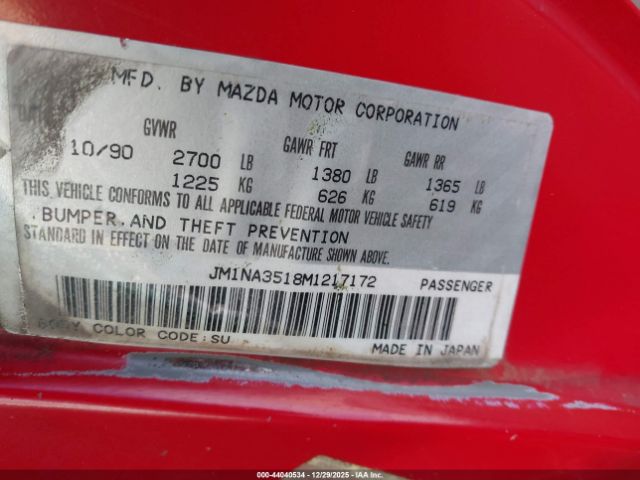 MFD. BY MAZDA MOTOR CORPORATION
GVWR GAWR FRT GAWR RR
10/90 2700 LB 1380 LB 1365 LB
1225 KG 626 KG 619 KG
THIS VEHICLE CONFORMS TO ALL APPLICABLE FEDERAL MOTOR VEHICLE SAFETY
.BUMPER.AND THEFT PREVENTION
STANDARD IN EFFECT ON THE DATE OF MANUFACTURE SHOWN ABOVE.
JM1NA3518M1217172 PASSENGER
BODY COLOR CODE:SU MADE IN JAPAN
000-44040534 | 12/29/2025 | IAA Inc.